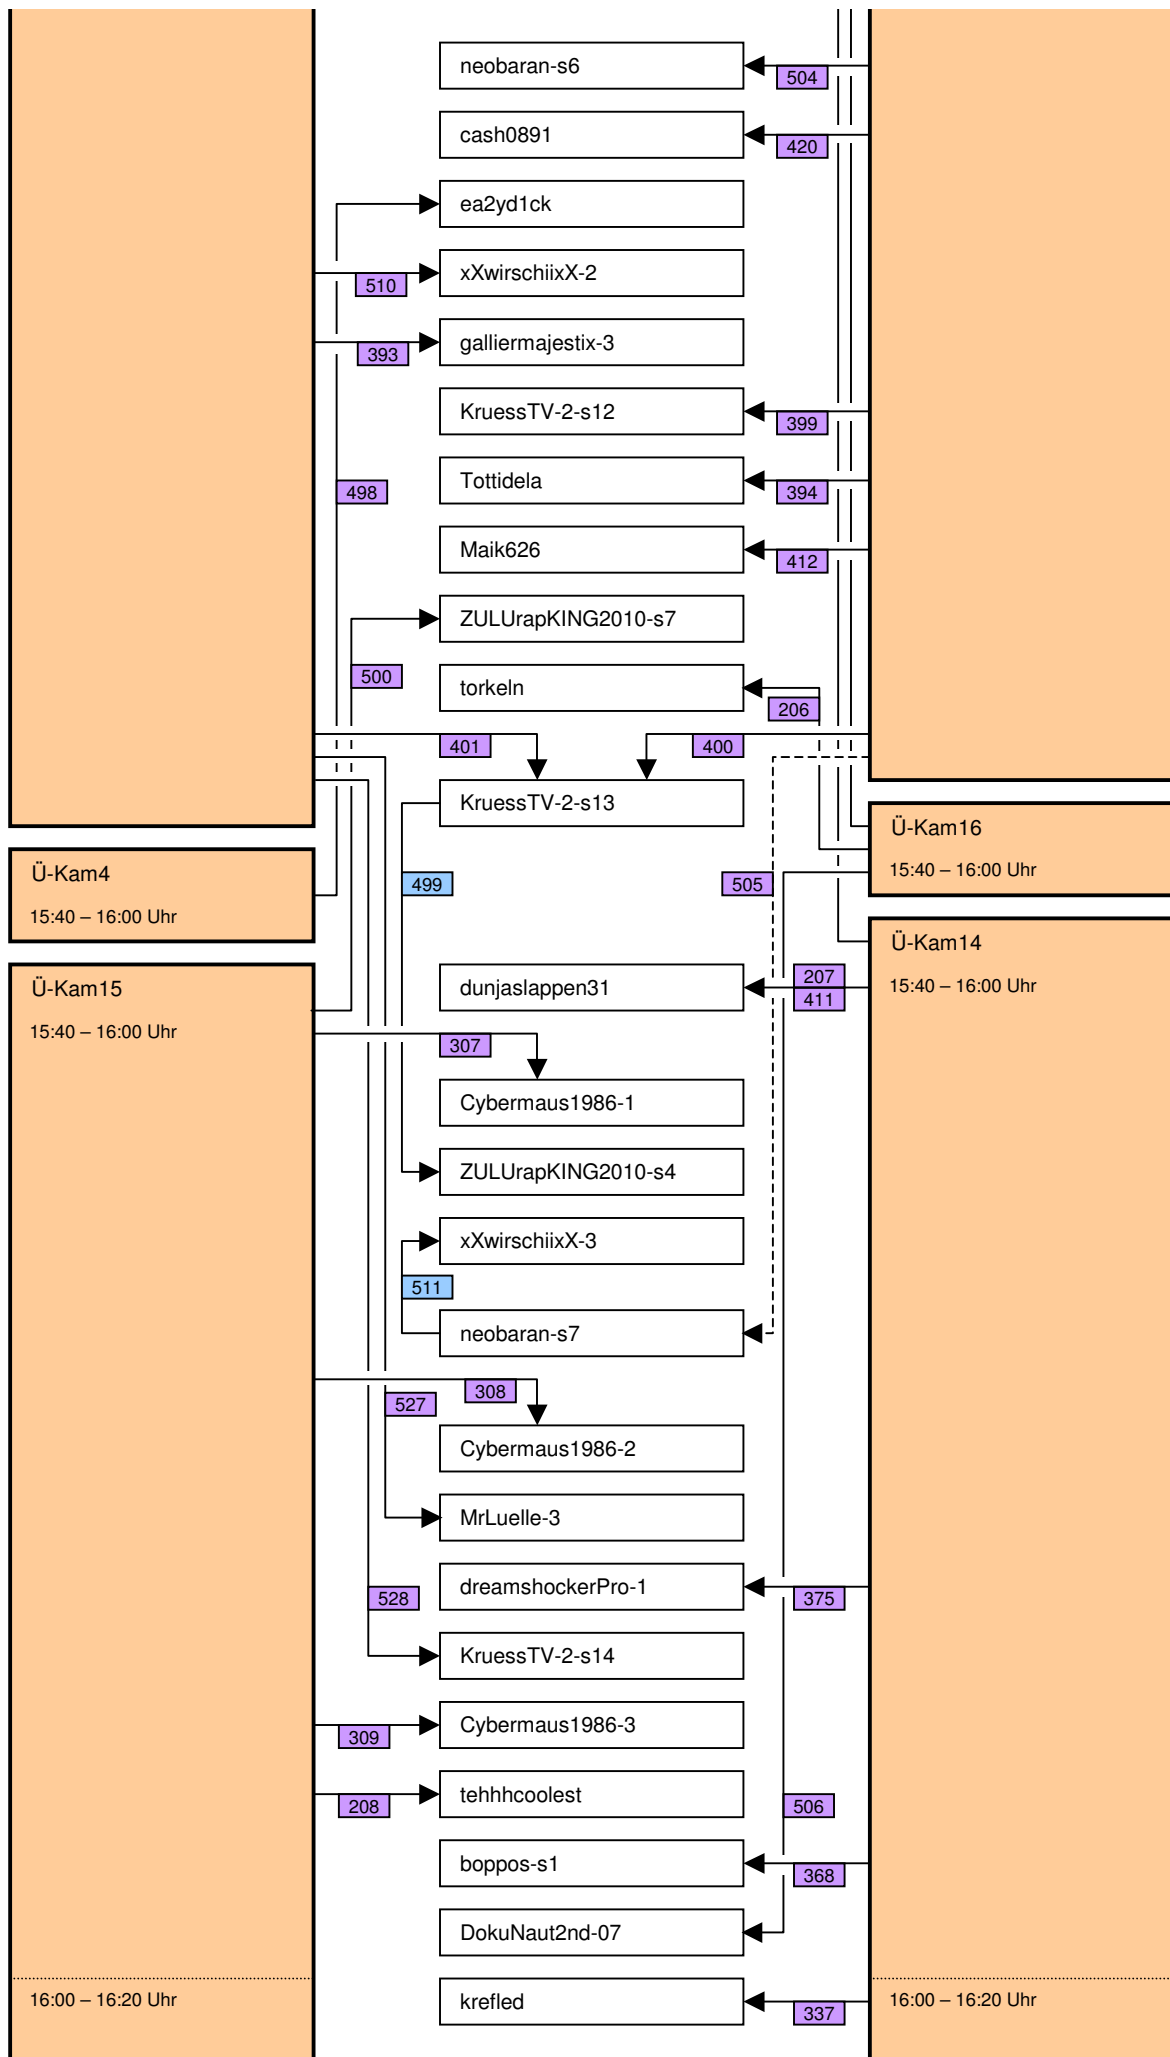 neobaran-s6
504
cash0891
420
ea2yd1ck
xXwirschiixX-2
510
galliermajestix-3
393
KruessTV-2-s12
399
Tottidela
498
394
Maik626
412
ZULUrapKING2010-s7
500
torkeln
206
401
400
KruessTV-2-s13
Ü-Kam16
15:40 – 16:00 Uhr
Ü-Kam4
15:40 – 16:00 Uhr
499
505
Ü-Kam14
15:40 – 16:00 Uhr
Ü-Kam15
15:40 – 16:00 Uhr
dunjaslappen31
207
411
307
Cybermaus1986-1
ZULUrapKING2010-s4
xXwirschiixX-3
511
neobaran-s7
308
527
Cybermaus1986-2
MrLuelle-3
dreamshockerPro-1
375
528
KruessTV-2-s14
Cybermaus1986-3
309
tehhhcoolest
208
506
boppos-s1
368
DokuNaut2nd-07
16:00 – 16:20 Uhr
krefled
337
16:00 – 16:20 Uhr